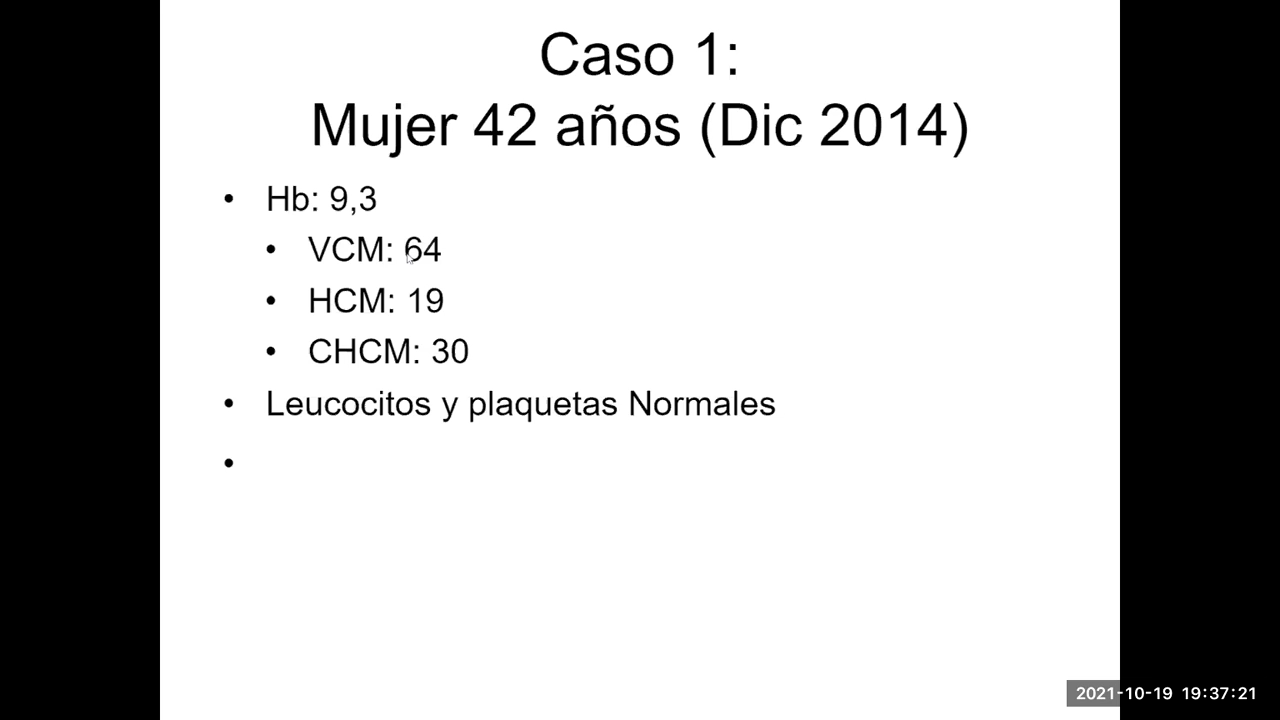 Caso 1:
Mujer 42 años (Dic 2014)
• Hb: 9,3
• VCM: 64
• HCM: 19
• CHCM: 30
• Leucocitos y plaquetas Normales
•
2021-10-19 19:37:21